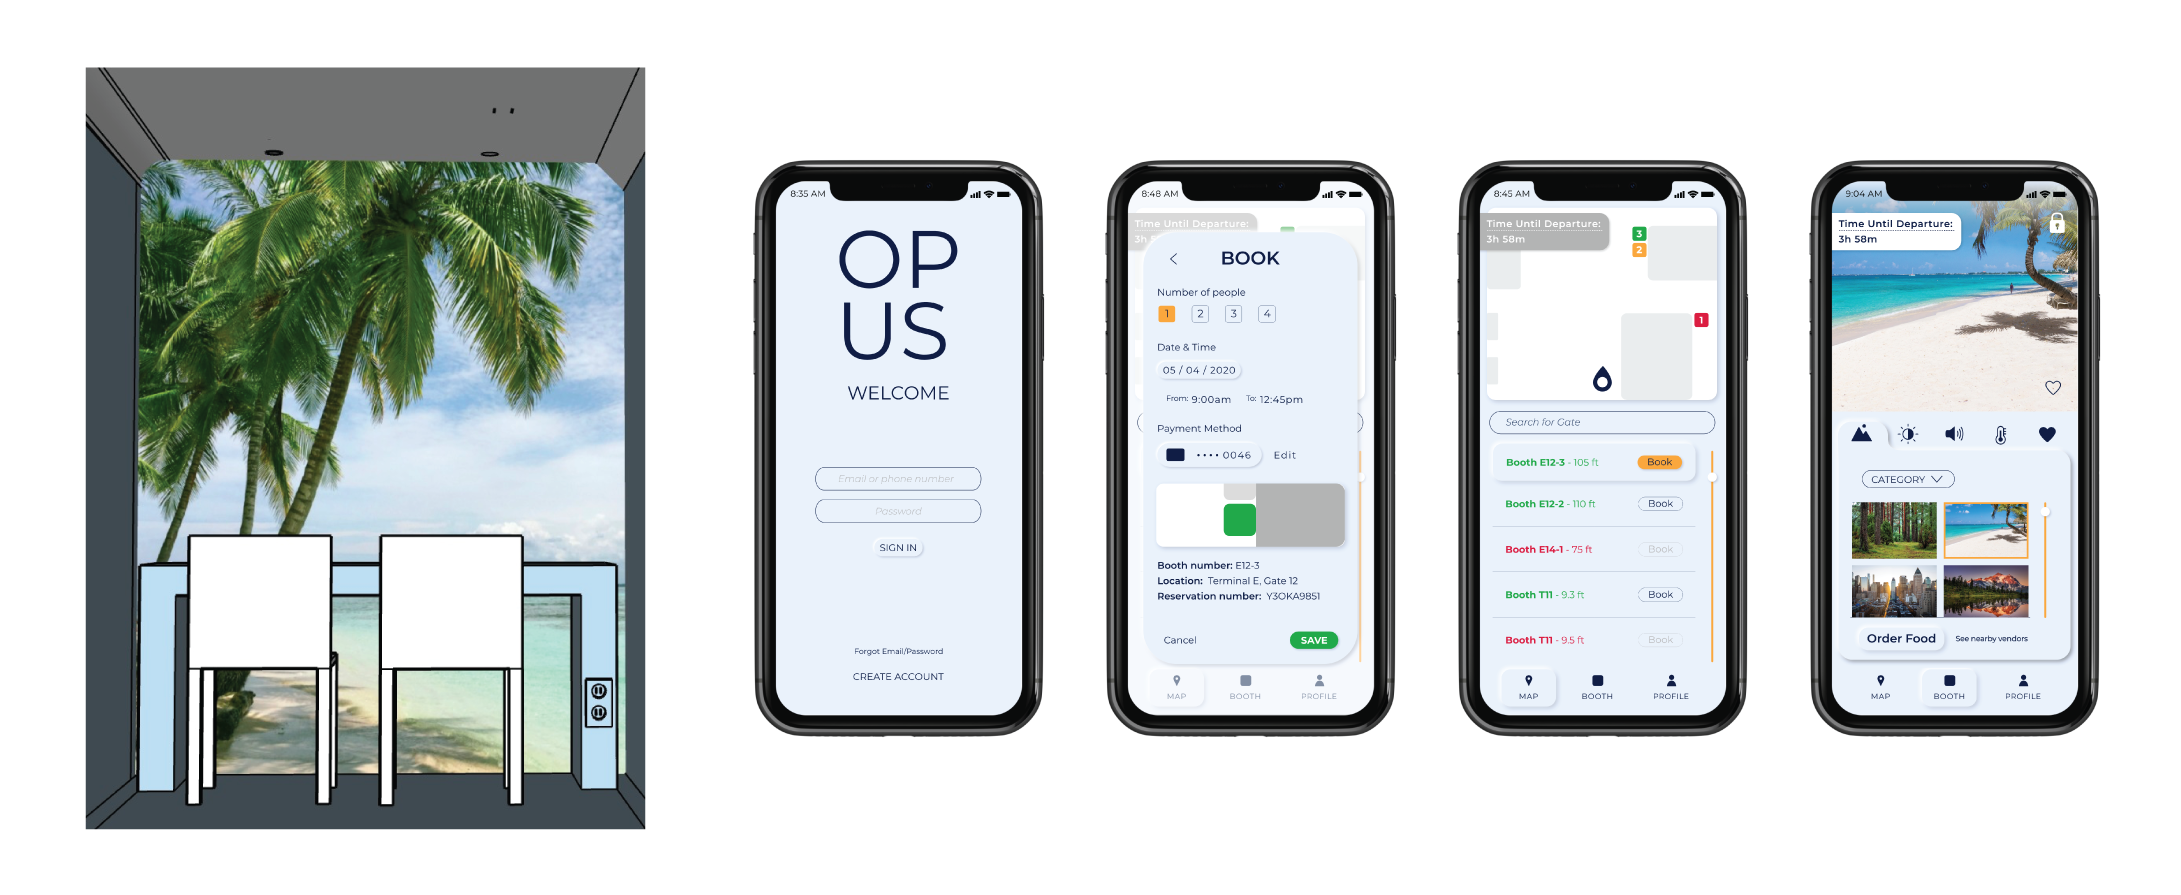 8:35 AM
OP
US
WELCOME
Email or phone number
Password
SIGN IN
Forgot Email/Password
CREATE ACCOUNT
8:48 AM
Time Until Departure:
3h 5
BOOK
Number of people
1 2 3 4
Date & Time
05 / 04 / 2020
From: 9:00am To: 12:45pm
Payment Method
•••• 0046 Edit
Booth number: E12-3
Location: Terminal E, Gate 12
Reservation number: Y3OKA9851
Cancel SAVE
MAP BOOTH PROFILE
8:45 AM
Time Until Departure:
3h 58m
3
2
1
Search for Gate
Booth E12-3 - 105 ft Book
Booth E12-2 - 110 ft Book
Booth E14-1 - 75 ft Book
Booth T11 - 9.3 ft Book
Booth T11 - 9.5 ft Book
MAP BOOTH PROFILE
9:04 AM
Time Until Departure:
3h 58m
CATEGORY
Order Food See nearby vendors
MAP BOOTH PROFILE